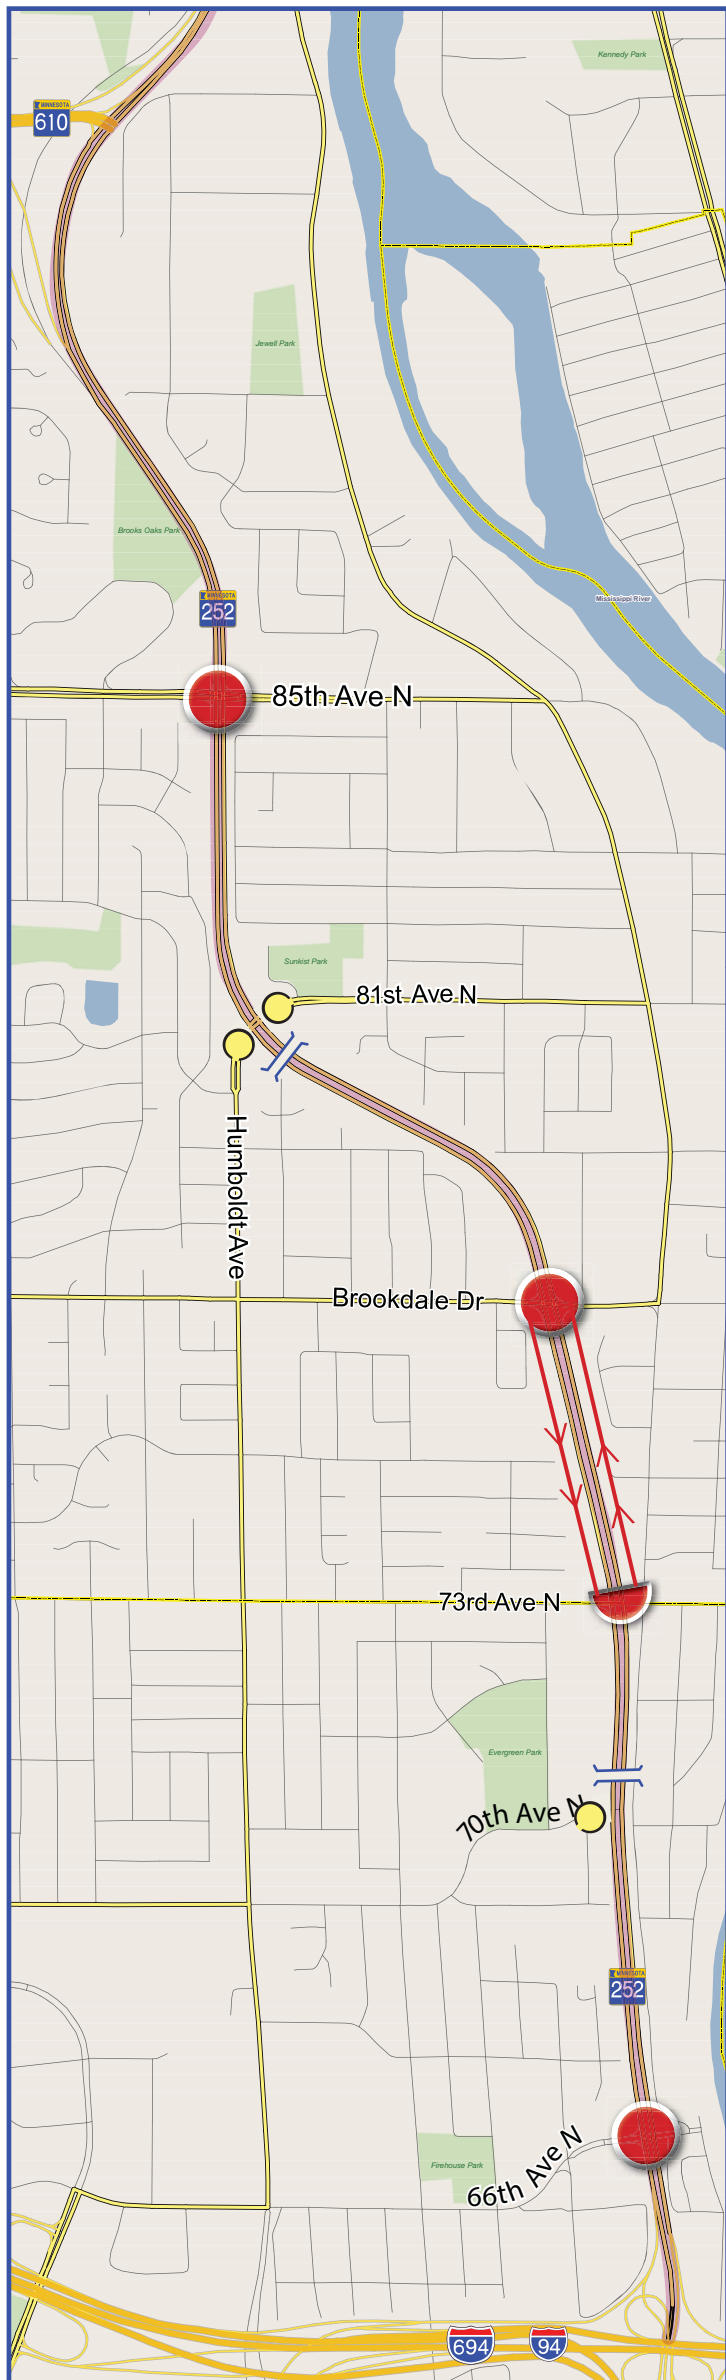 Kennedy Park
MINNESOTA
610
Jewell Park
Brooks Oaks Park
MINNESOTA
252
Mississippi River
85th Ave N
Sunkist Park
81st Ave N
Humboldt Ave
Brookdale Dr
73rd Ave N
Evergreen Park
70th Ave N
MINNESOTA
252
66th Ave N
Firehouse Park
694
94